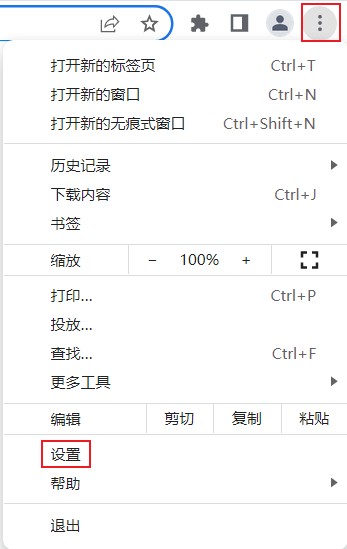 打开新的标签页 Ctrl+T
打开新的窗口 Ctrl+N
打开新的无痕式窗口 Ctrl+Shift+N
历史记录
下载内容 Ctrl+J
书签
缩放 − 100% +
打印... Ctrl+P
投放...
查找... Ctrl+F
更多工具
编辑 剪切 复制 粘贴
设置
帮助
退出